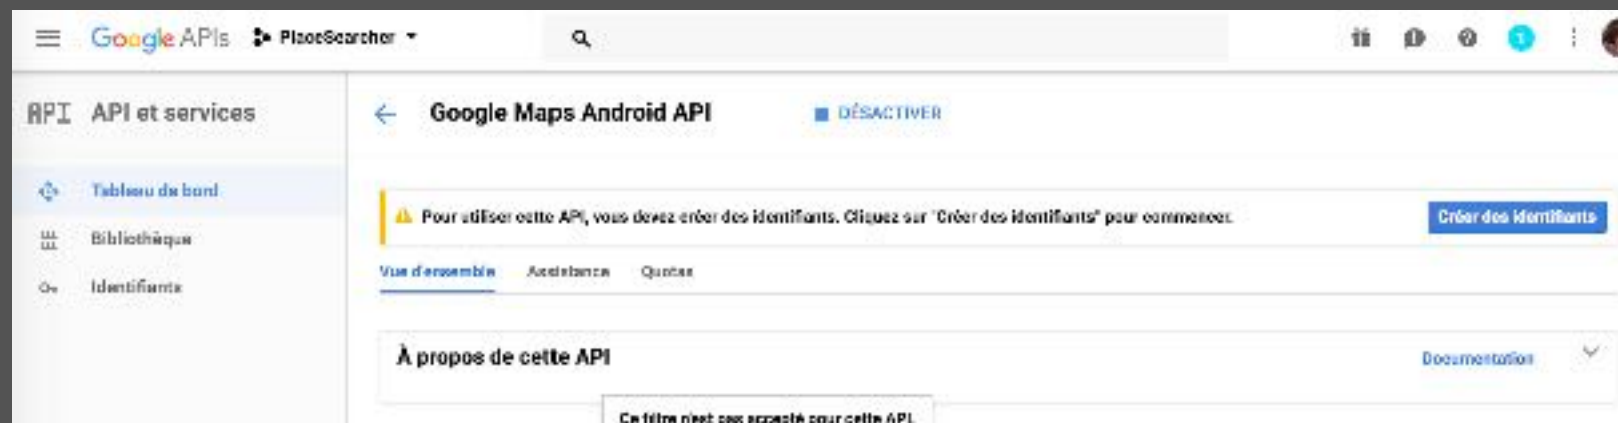 Google APIs PlaceSearcher
API API et services
Google Maps Android API
DÉSACTIVER
Tableau de bord
Bibliothèque
Identifiants
Pour utiliser cette API, vous devez créer des identifiants. Cliquez sur "Créer des identifiants" pour commencer.
Créer des identifiants
Vue d'ensemble Assistance Quotas
À propos de cette API
Documentation
Ce filtre n'est pas accepté pour cette API.